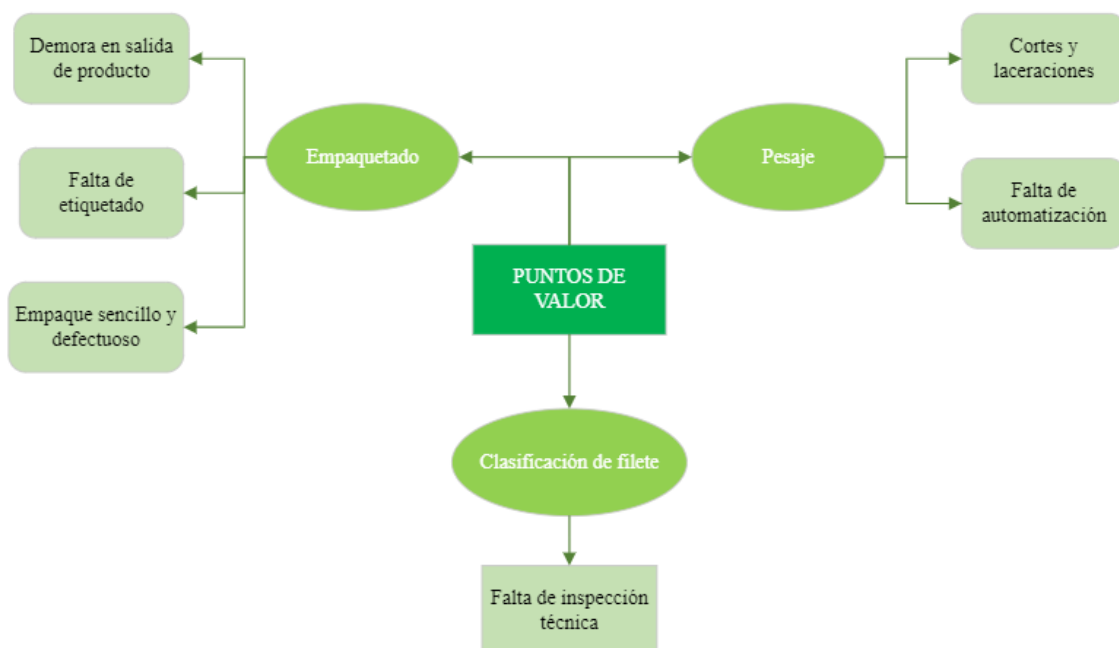 Demora en salida
de producto
Cortes y
laceraciones
Empaquetado
Pesaje
Falta de
etiquetado
Falta de
automatización
PUNTOS DE
VALOR
Empaque sencillo y
defectuoso
Clasificación de filete
Falta de inspección
técnica